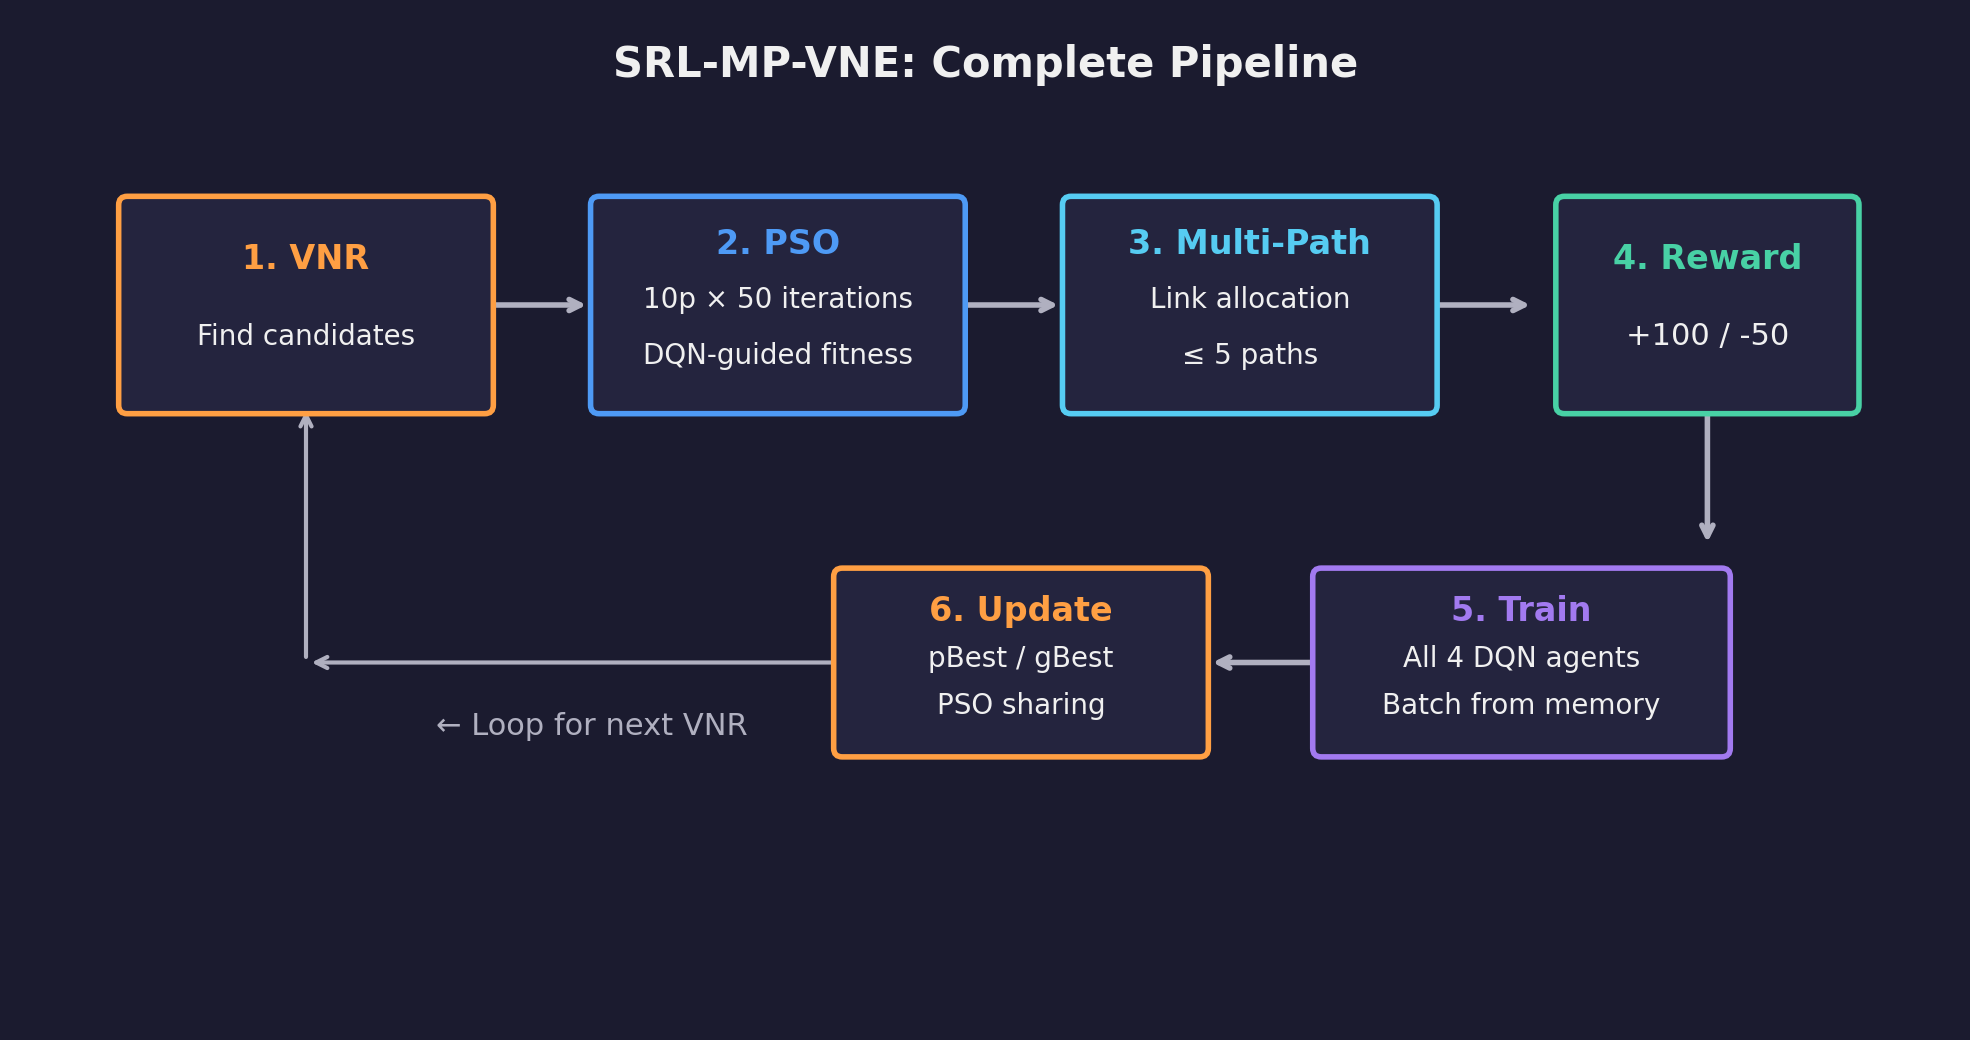 SRL-MP-VNE: Complete Pipeline
1. VNR
Find candidates
2. PSO
10p × 50 iterations
DQN-guided fitness
3. Multi-Path
Link allocation
≤ 5 paths
4. Reward
+100 / -50
5. Train
All 4 DQN agents
Batch from memory
6. Update
pBest / gBest
PSO sharing
← Loop for next VNR